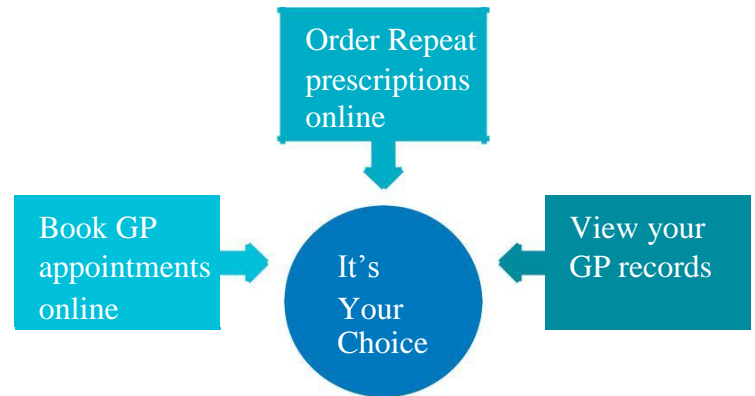 Order Repeat
prescriptions
online
Book GP
appointments
online
It's
Your
Choice
View your
GP records